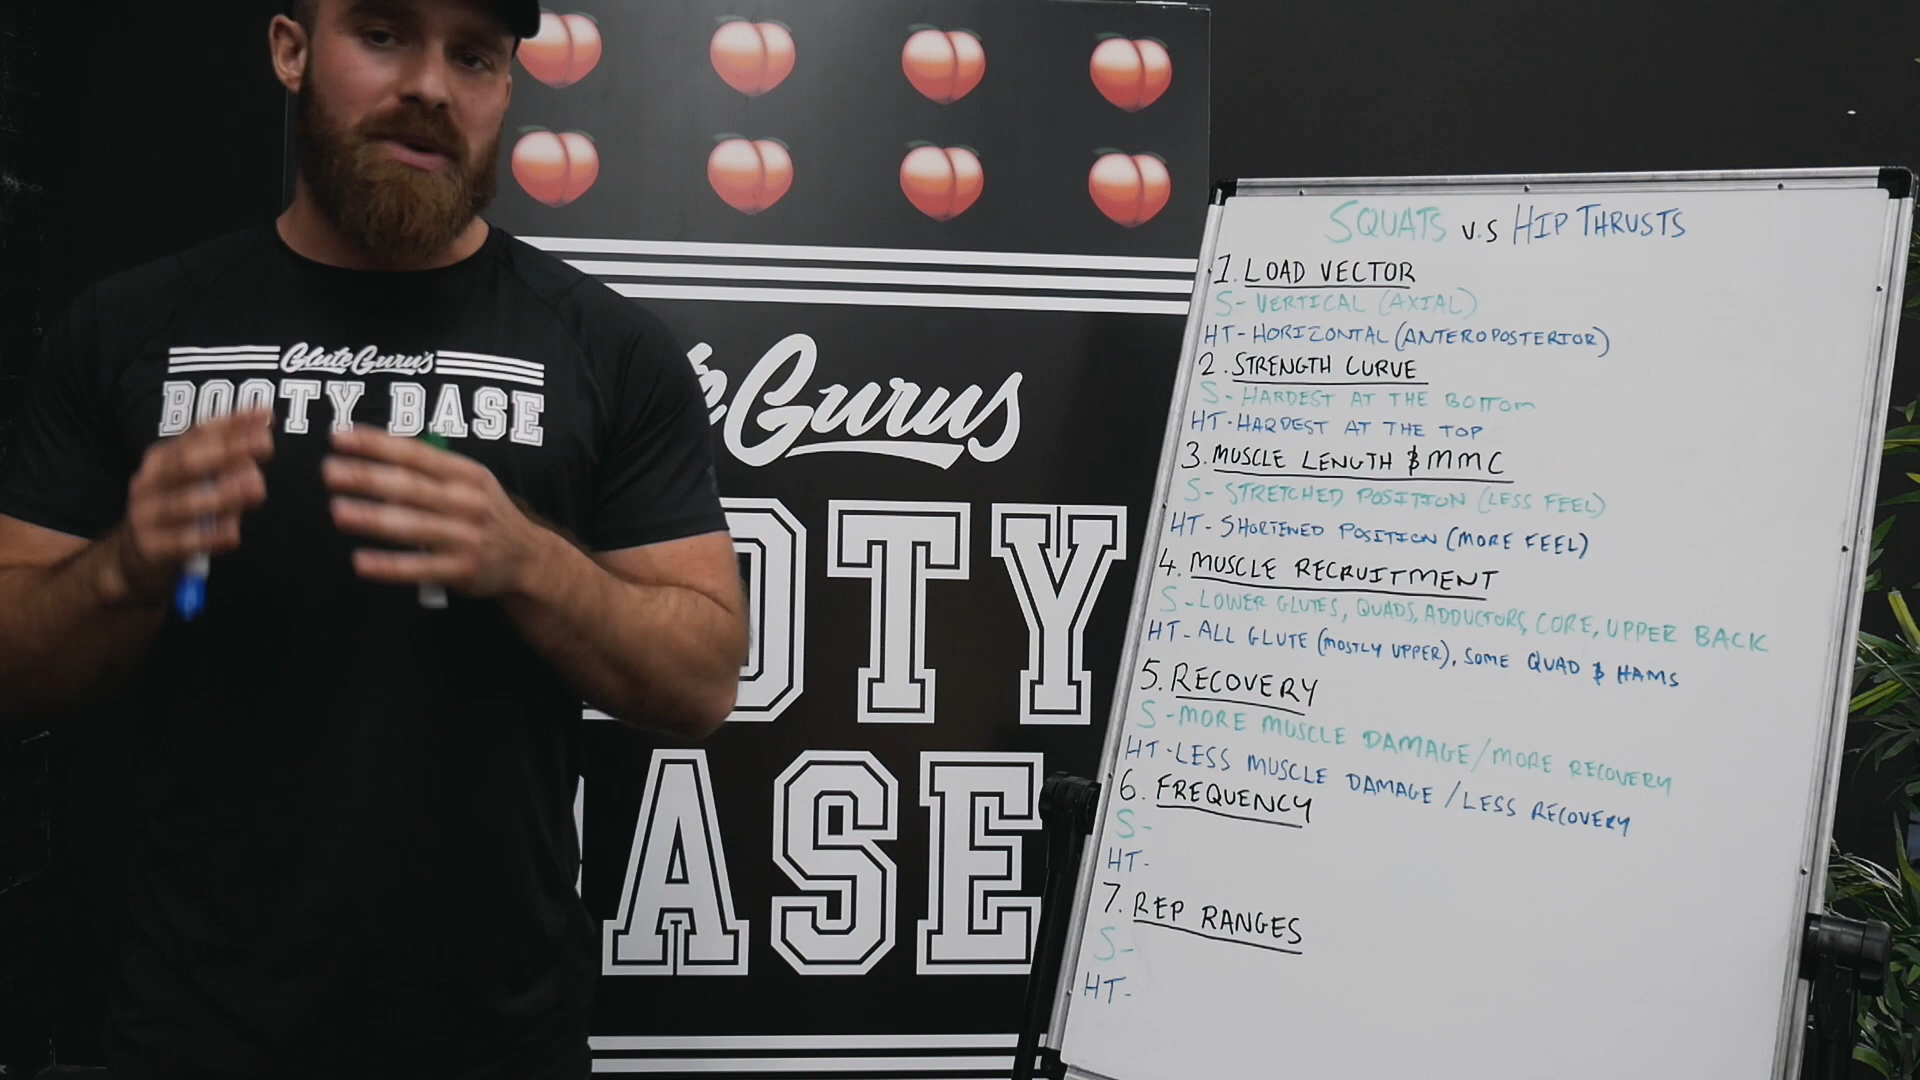 GluteGuru's
BOOTY BASE
Gurus
OTY
ASE
SQUATS V.S HIP THRUSTS
1. LOAD VECTOR
S- VERTICAL (AXIAL)
HT- HORIZONTAL (ANTEROPOSTERIOR)
2. STRENGTH CURVE
S- HARDEST AT THE BOTTOM
HT- HARDEST AT THE TOP
3. MUSCLE LENGTH & MMC
S- STRETCHED POSITION (LESS FEEL)
HT- SHORTENED POSITION (MORE FEEL)
4. MUSCLE RECRUITMENT
S- LOWER GLUTES, QUADS, ADDUCTORS, CORE, UPPER BACK
HT- ALL GLUTE (MOSTLY UPPER), SOME QUAD & HAMS
5. RECOVERY
S- MORE MUSCLE DAMAGE / MORE RECOVERY
HT- LESS MUSCLE DAMAGE / LESS RECOVERY
6. FREQUENCY
S-
HT-
7. REP RANGES
S-
HT-